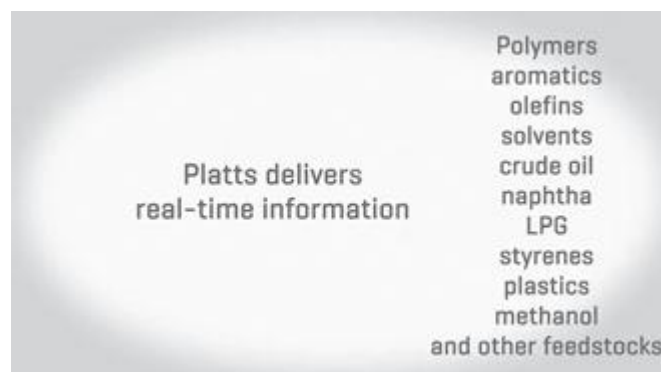 Platts delivers
real-time information
Polymers
aromatics
olefins
solvents
crude oil
naphtha
LPG
styrenes
plastics
methanol
and other feedstocks